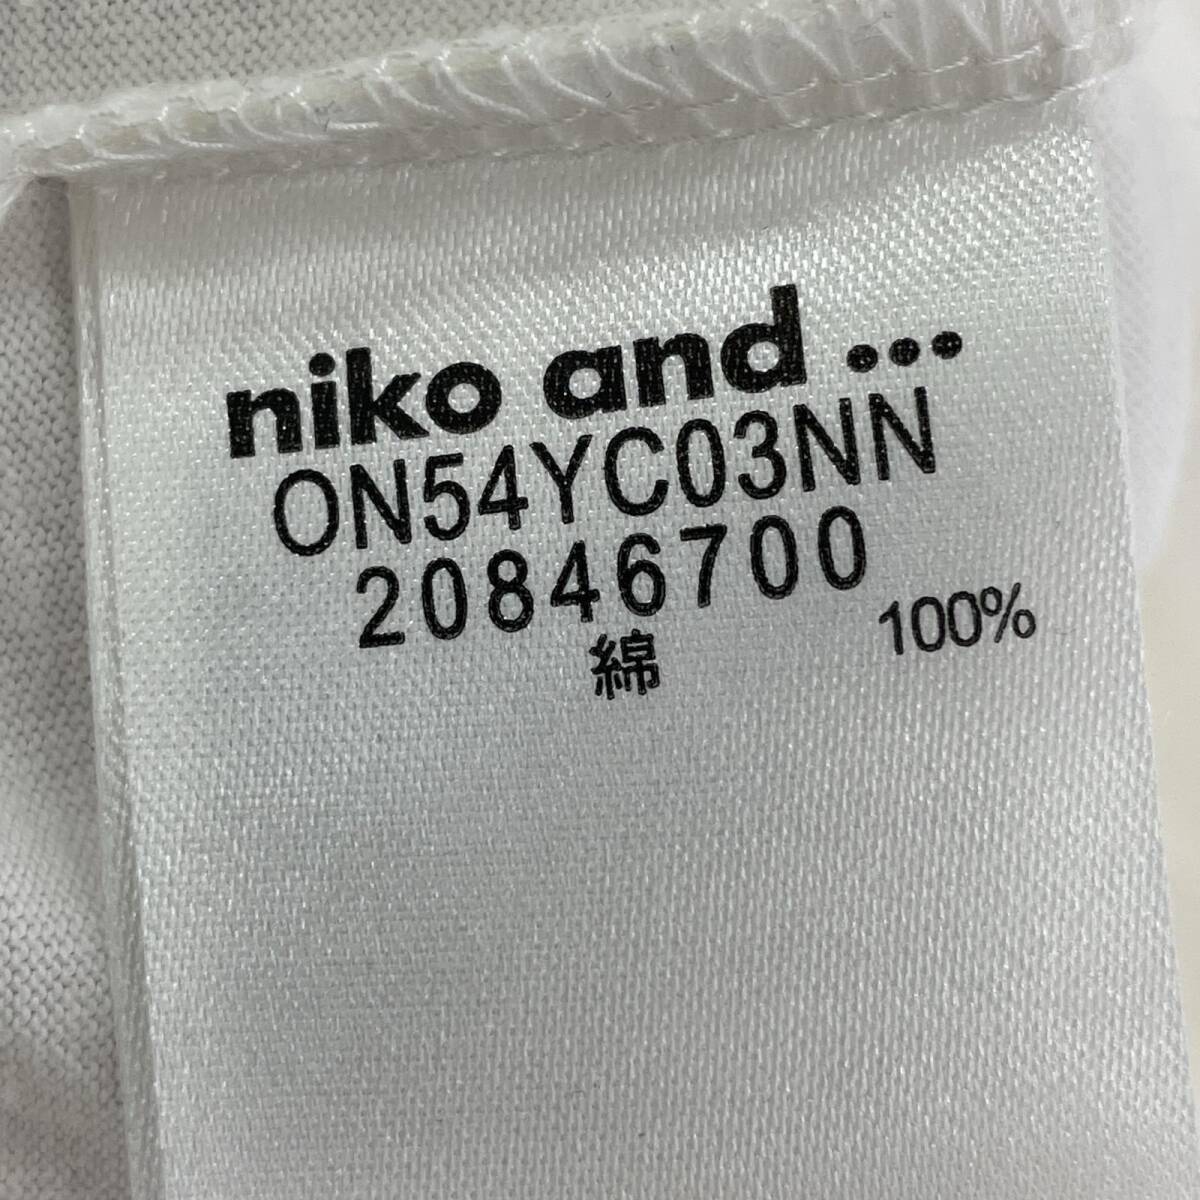 niko and ...
ON54YC03NN
20846700
綿 100%